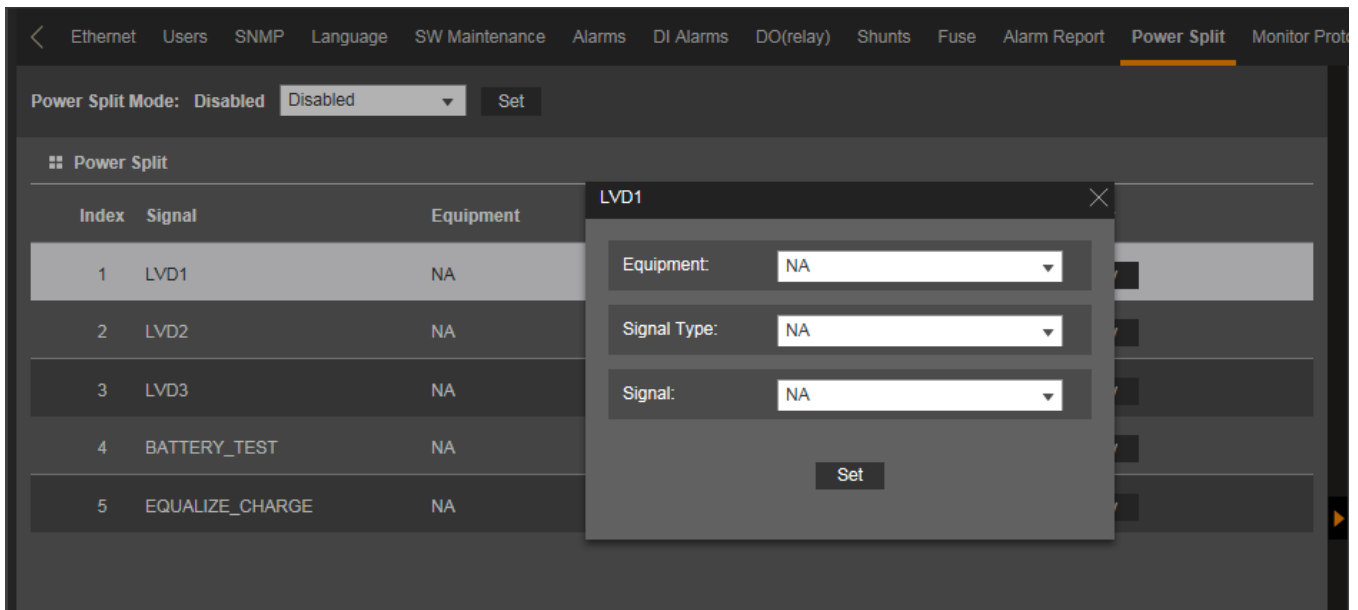 Ethernet Users SNMP Language SW Maintenance Alarms DI Alarms DO(relay) Shunts Fuse Alarm Report Power Split Monitor Proto
Power Split Mode: Disabled Disabled Set
Power Split
Index Signal Equipment
1 LVD1 NA
2 LVD2 NA
3 LVD3 NA
4 BATTERY_TEST NA
5 EQUALIZE_CHARGE NA
LVD1
Equipment: NA
Signal Type: NA
Signal: NA
Set